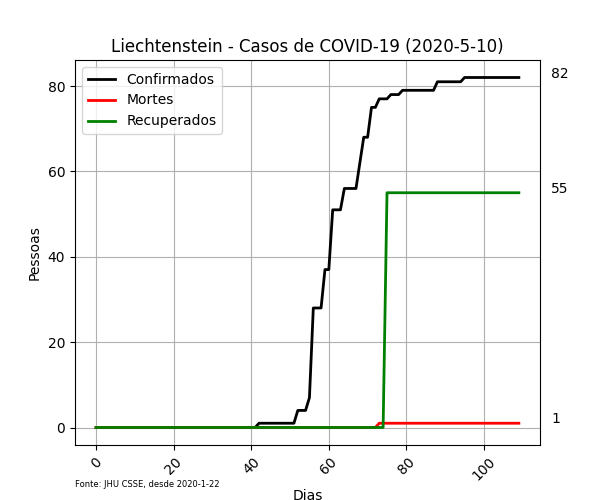 Liechtenstein - Casos de COVID-19 (2020-5-10)
Confirmados
Mortes
Recuperados
82
55
1
Pessoas
80
60
40
20
0
0
20
40
60
80
100
Fonte: JHU CSSE, desde 2020-1-22
Dias